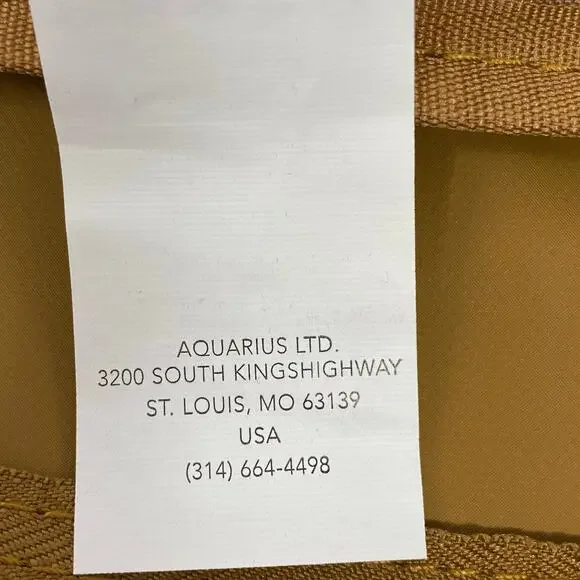 AQUARIUS LTD.
3200 SOUTH KINGSHIGHWAY
ST. LOUIS, MO 63139
USA
(314) 664-4498